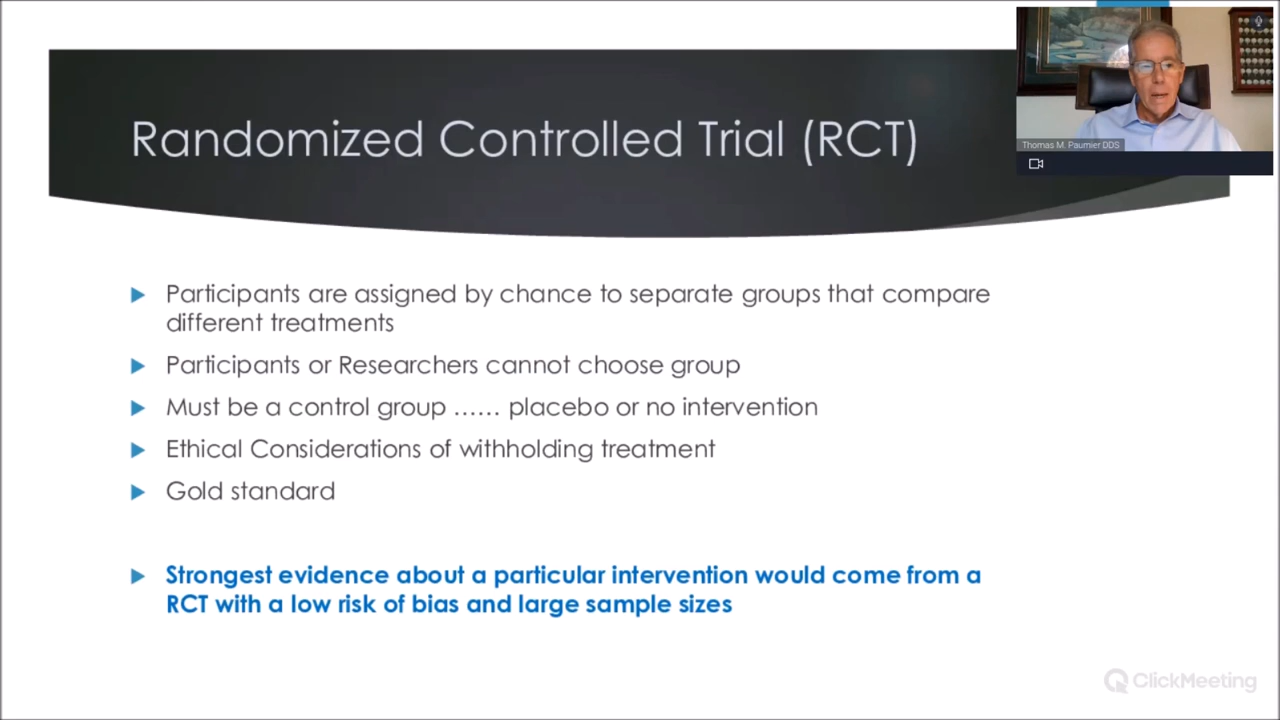 Randomized Controlled Trial (RCT)
Thomas M. Paumier DDS
Participants are assigned by chance to separate groups that compare
different treatments
Participants or Researchers cannot choose group
Must be a control group …… placebo or no intervention
Ethical Considerations of withholding treatment
Gold standard
Strongest evidence about a particular intervention would come from a
RCT with a low risk of bias and large sample sizes
ClickMeeting